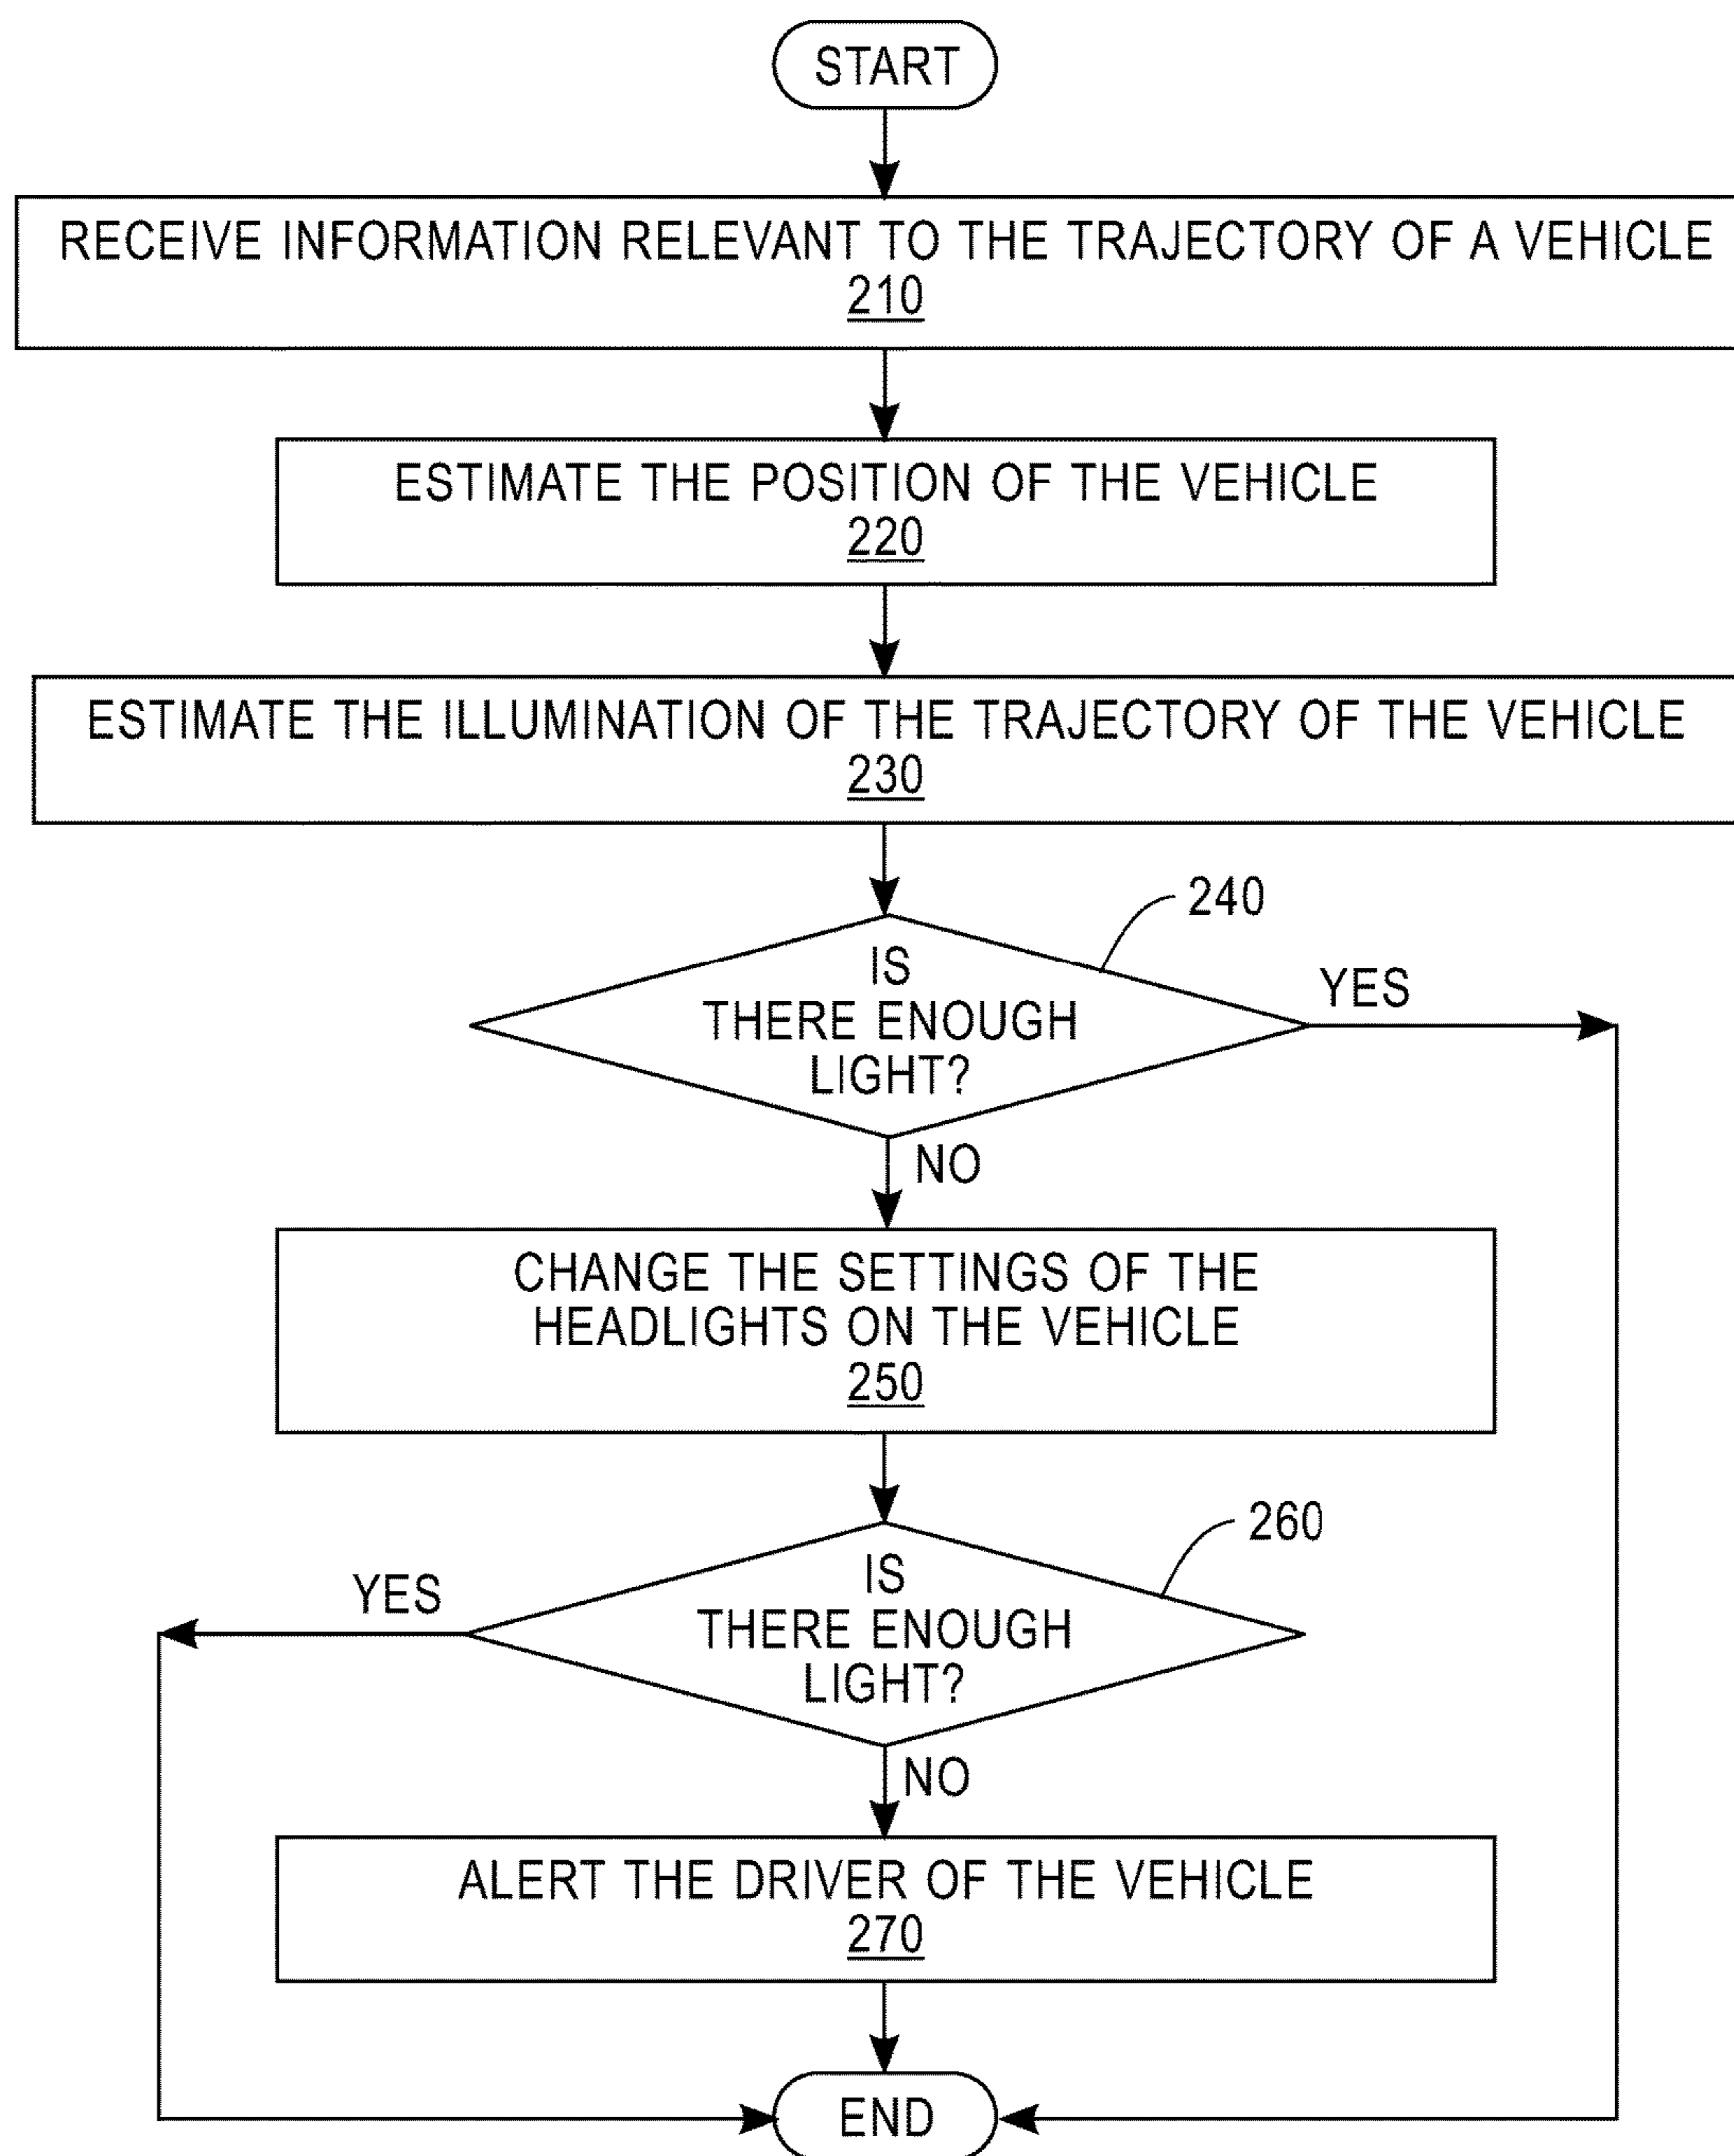 START
RECEIVE INFORMATION RELEVANT TO THE TRAJECTORY OF A VEHICLE
210
ESTIMATE THE POSITION OF THE VEHICLE
220
ESTIMATE THE ILLUMINATION OF THE TRAJECTORY OF THE VEHICLE
230
240
IS
THERE ENOUGH
LIGHT?
YES
NO
CHANGE THE SETTINGS OF THE
HEADLIGHTS ON THE VEHICLE
250
260
IS
THERE ENOUGH
LIGHT?
YES
NO
ALERT THE DRIVER OF THE VEHICLE
270
END